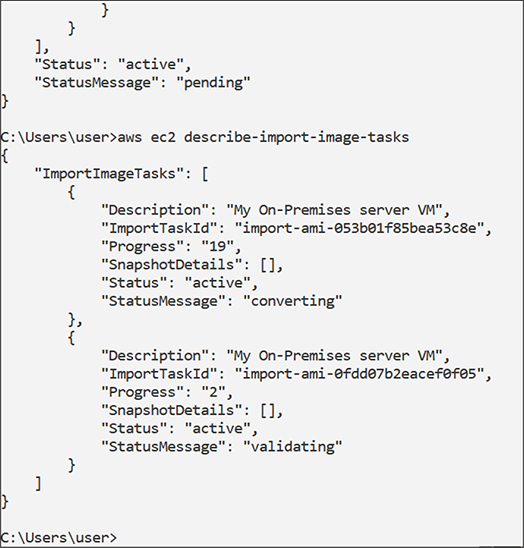 }
    }
],
"Status": "active",
"StatusMessage": "pending"
}
C:\Users\user>aws ec2 describe-import-image-tasks
{
    "ImportImageTasks": [
        {
            "Description": "My On-Premises server VM",
            "ImportTaskId": "import-ami-053b01f85bea53c8e",
            "Progress": "19",
            "SnapshotDetails": [],
            "Status": "active",
            "StatusMessage": "converting"
        },
        {
            "Description": "My On-Premises server VM",
            "ImportTaskId": "import-ami-0fdd07b2eacef0f05",
            "Progress": "2",
            "SnapshotDetails": [],
            "Status": "active",
            "StatusMessage": "validating"
        }
    ]
}
C:\Users\user>